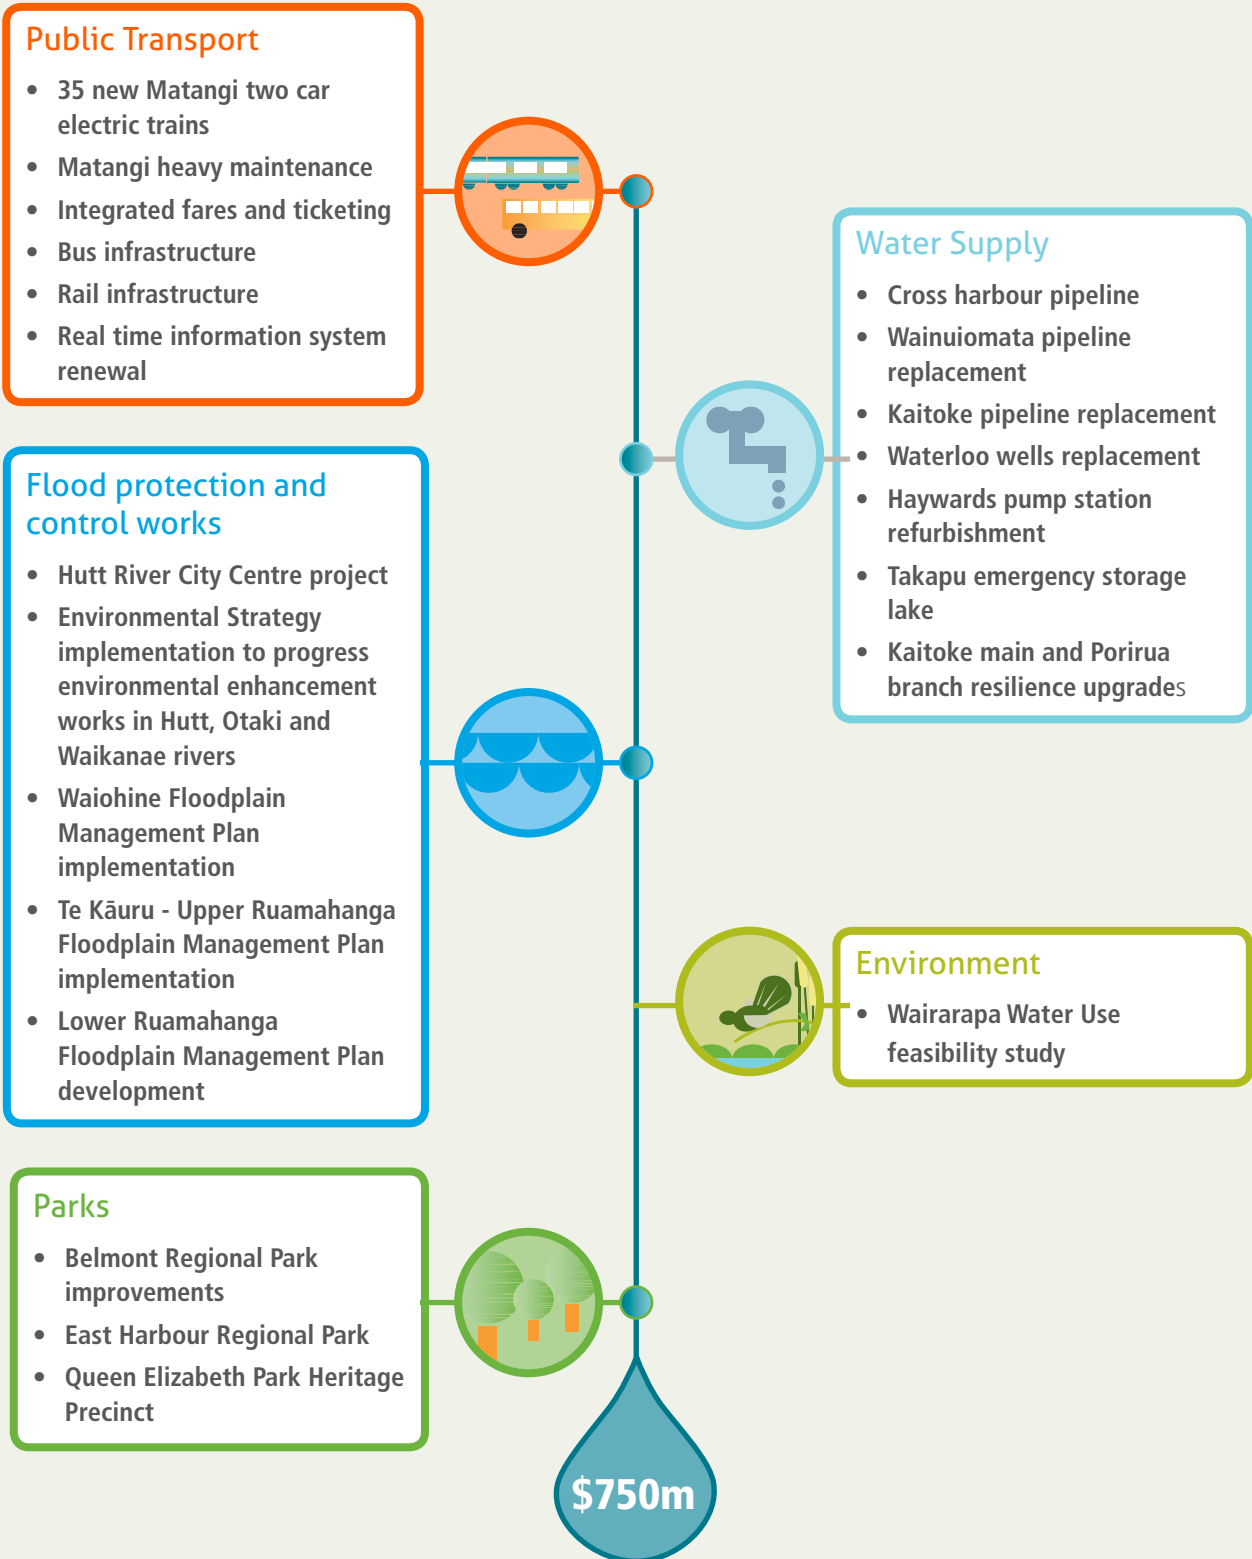 Public Transport
• 35 new Matangi two car
electric trains
• Matangi heavy maintenance
• Integrated fares and ticketing
• Bus infrastructure
• Rail infrastructure
• Real time information system
renewal
Water Supply
• Cross harbour pipeline
• Wainuiomata pipeline
replacement
• Kaitoke pipeline replacement
• Waterloo wells replacement
• Haywards pump station
refurbishment
• Takapu emergency storage
lake
• Kaitoke main and Porirua
branch resilience upgrades
Flood protection and
control works
• Hutt River City Centre project
• Environmental Strategy
implementation to progress
environmental enhancement
works in Hutt, Otaki and
Waikanae rivers
• Waiohine Floodplain
Management Plan
implementation
• Te Kāuru - Upper Ruamahanga
Floodplain Management Plan
implementation
• Lower Ruamahanga
Floodplain Management Plan
development
Environment
• Wairarapa Water Use
feasibility study
Parks
• Belmont Regional Park
improvements
• East Harbour Regional Park
• Queen Elizabeth Park Heritage
Precinct
$750m